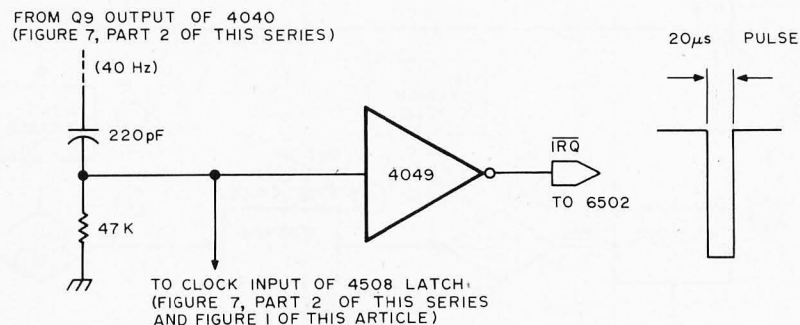 FROM Q9 OUTPUT OF 4040
(FIGURE 7, PART 2 OF THIS SERIES)
(40 Hz)
220pF
47K
4049
IRQ
TO 6502
20μs PULSE
TO CLOCK INPUT OF 4508 LATCH
(FIGURE 7, PART 2 OF THIS SERIES
AND FIGURE 1 OF THIS ARTICLE)